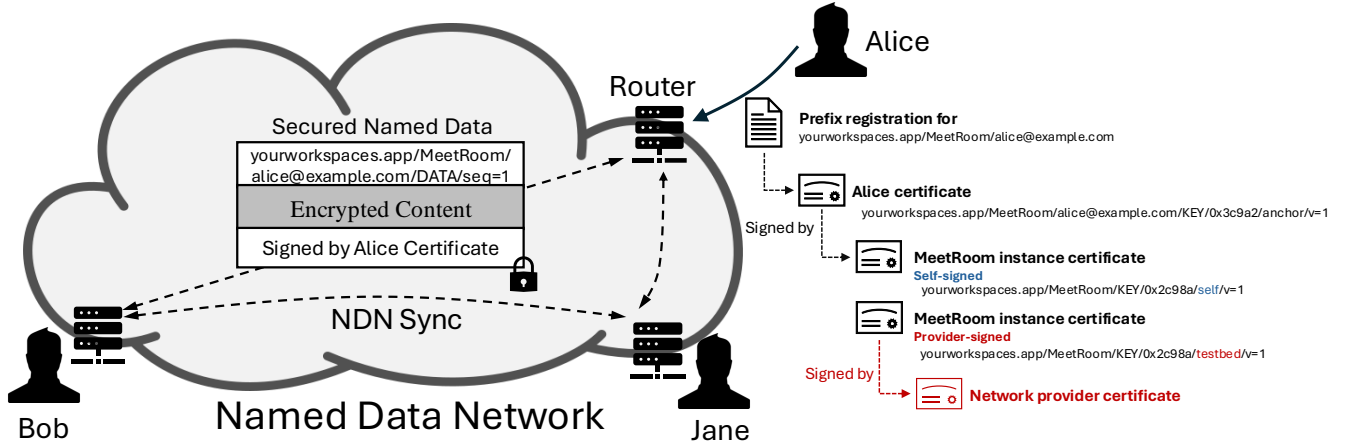 Alice
Router
Secured Named Data
yourworkspaces.app/MeetRoom/
alice@example.com/DATA/seq=1
Encrypted Content
Signed by Alice Certificate
NDN Sync
Named Data Network
Bob
Jane
Prefix registration for
yourworkspaces.app/MeetRoom/alice@example.com
Alice certificate
yourworkspaces.app/MeetRoom/alice@example.com/KEY/0x3c9a2/anchor/v=1
Signed by
MeetRoom instance certificate
Self-signed
yourworkspaces.app/MeetRoom/KEY/0x2c98a/self/v=1
MeetRoom instance certificate
Provider-signed
yourworkspaces.app/MeetRoom/KEY/0x2c98a/testbed/v=1
Signed by
Network provider certificate